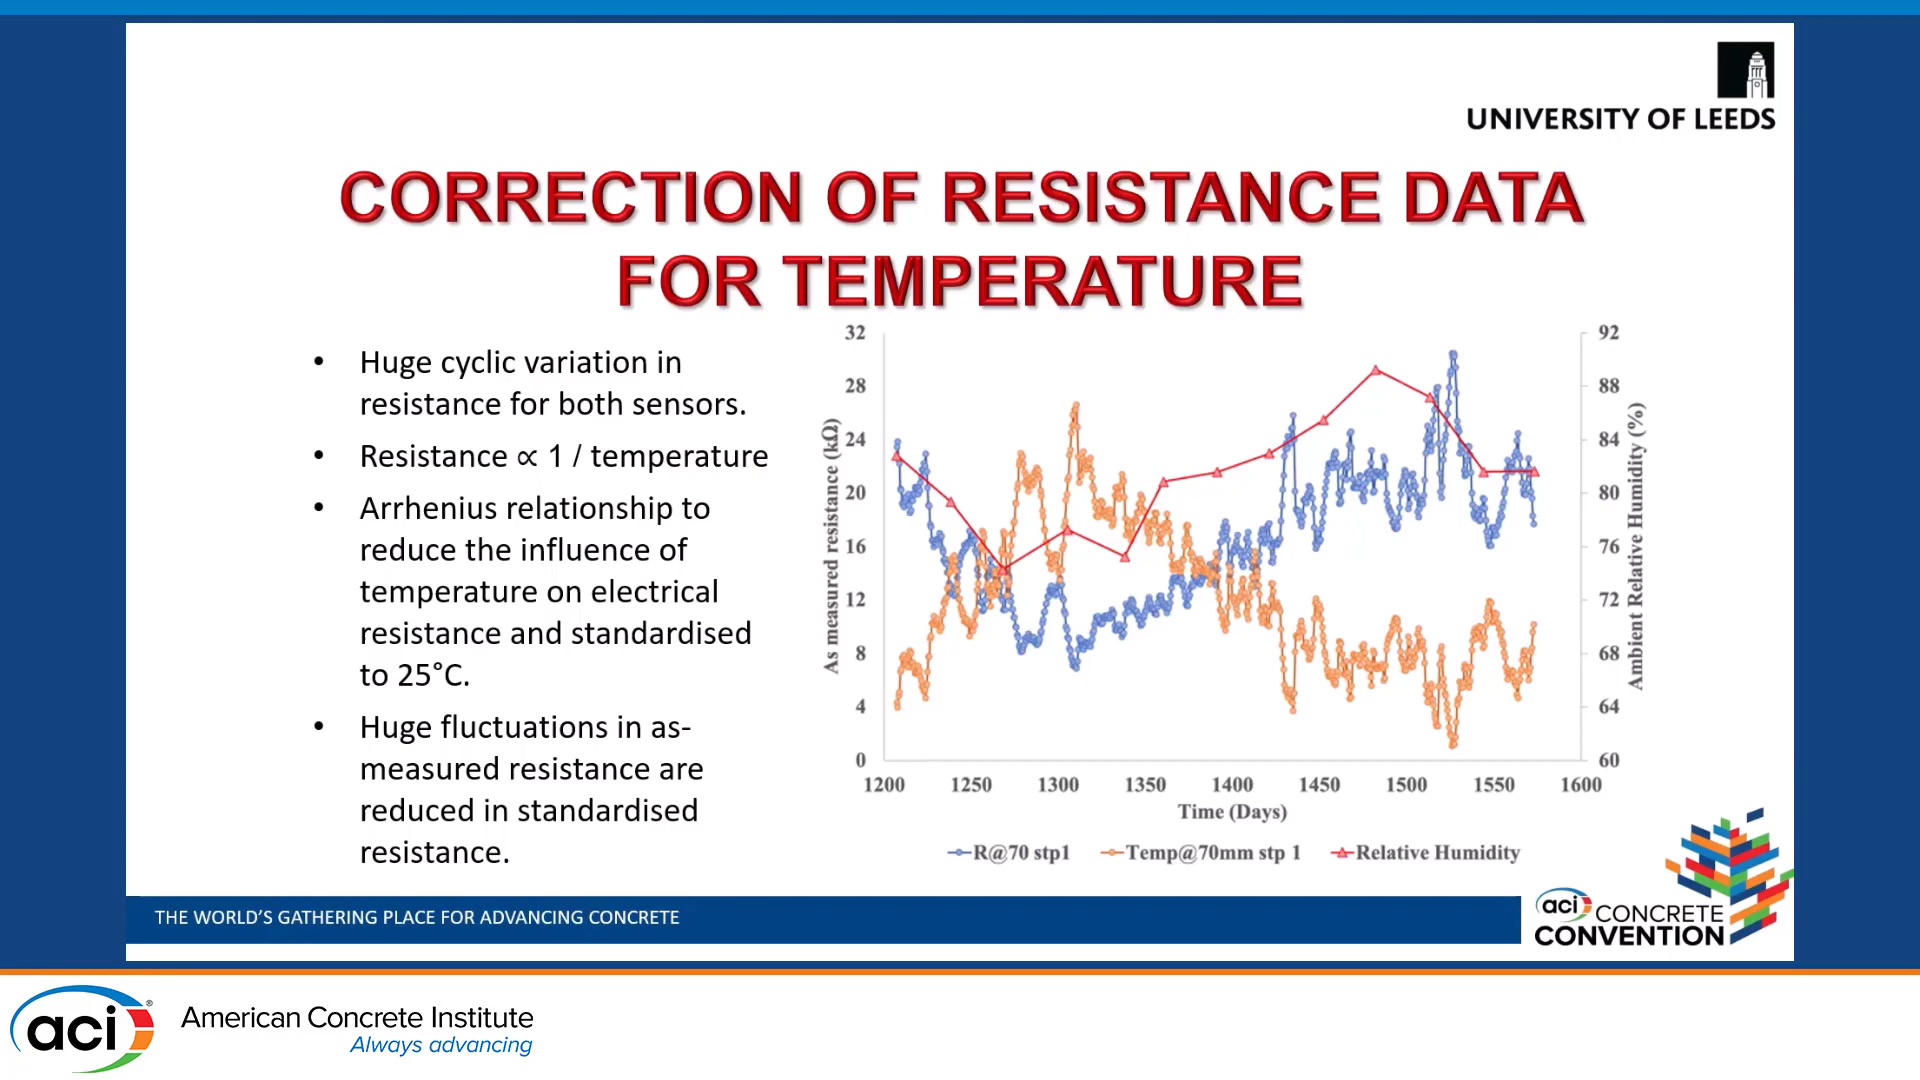 UNIVERSITY OF LEEDS
CORRECTION OF RESISTANCE DATA
FOR TEMPERATURE
• Huge cyclic variation in
resistance for both sensors.
• Resistance ∝ 1 / temperature
• Arrhenius relationship to
reduce the influence of
temperature on electrical
resistance and standardised
to 25°C.
• Huge fluctuations in as-
measured resistance are
reduced in standardised
resistance.
As measured resistance (kΩ)
32
28
24
20
16
12
8
4
0
92
88
84
80
76
72
68
64
60
Ambient Relative Humidity (%)
1200 1250 1300 1350 1400 1450 1500 1550 1600
Time (Days)
R@70 stp1 Temp@70mm stp 1 Relative Humidity
THE WORLD'S GATHERING PLACE FOR ADVANCING CONCRETE
aci CONCRETE
CONVENTION
aci®
American Concrete Institute
Always advancing